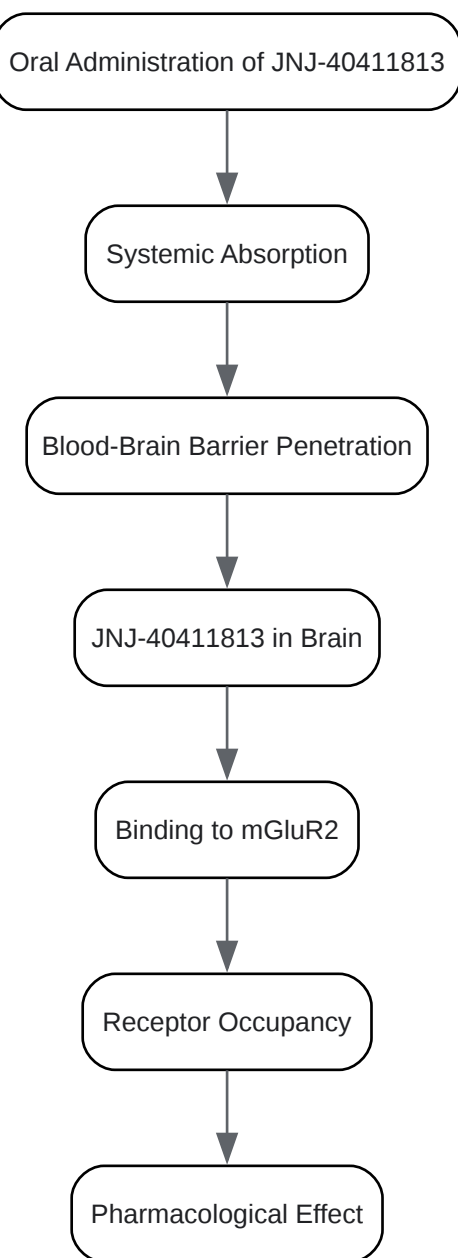 Oral Administration of JNJ-40411813
Systemic Absorption
Blood-Brain Barrier Penetration
JNJ-40411813 in Brain
Binding to mGluR2
Receptor Occupancy
Pharmacological Effect